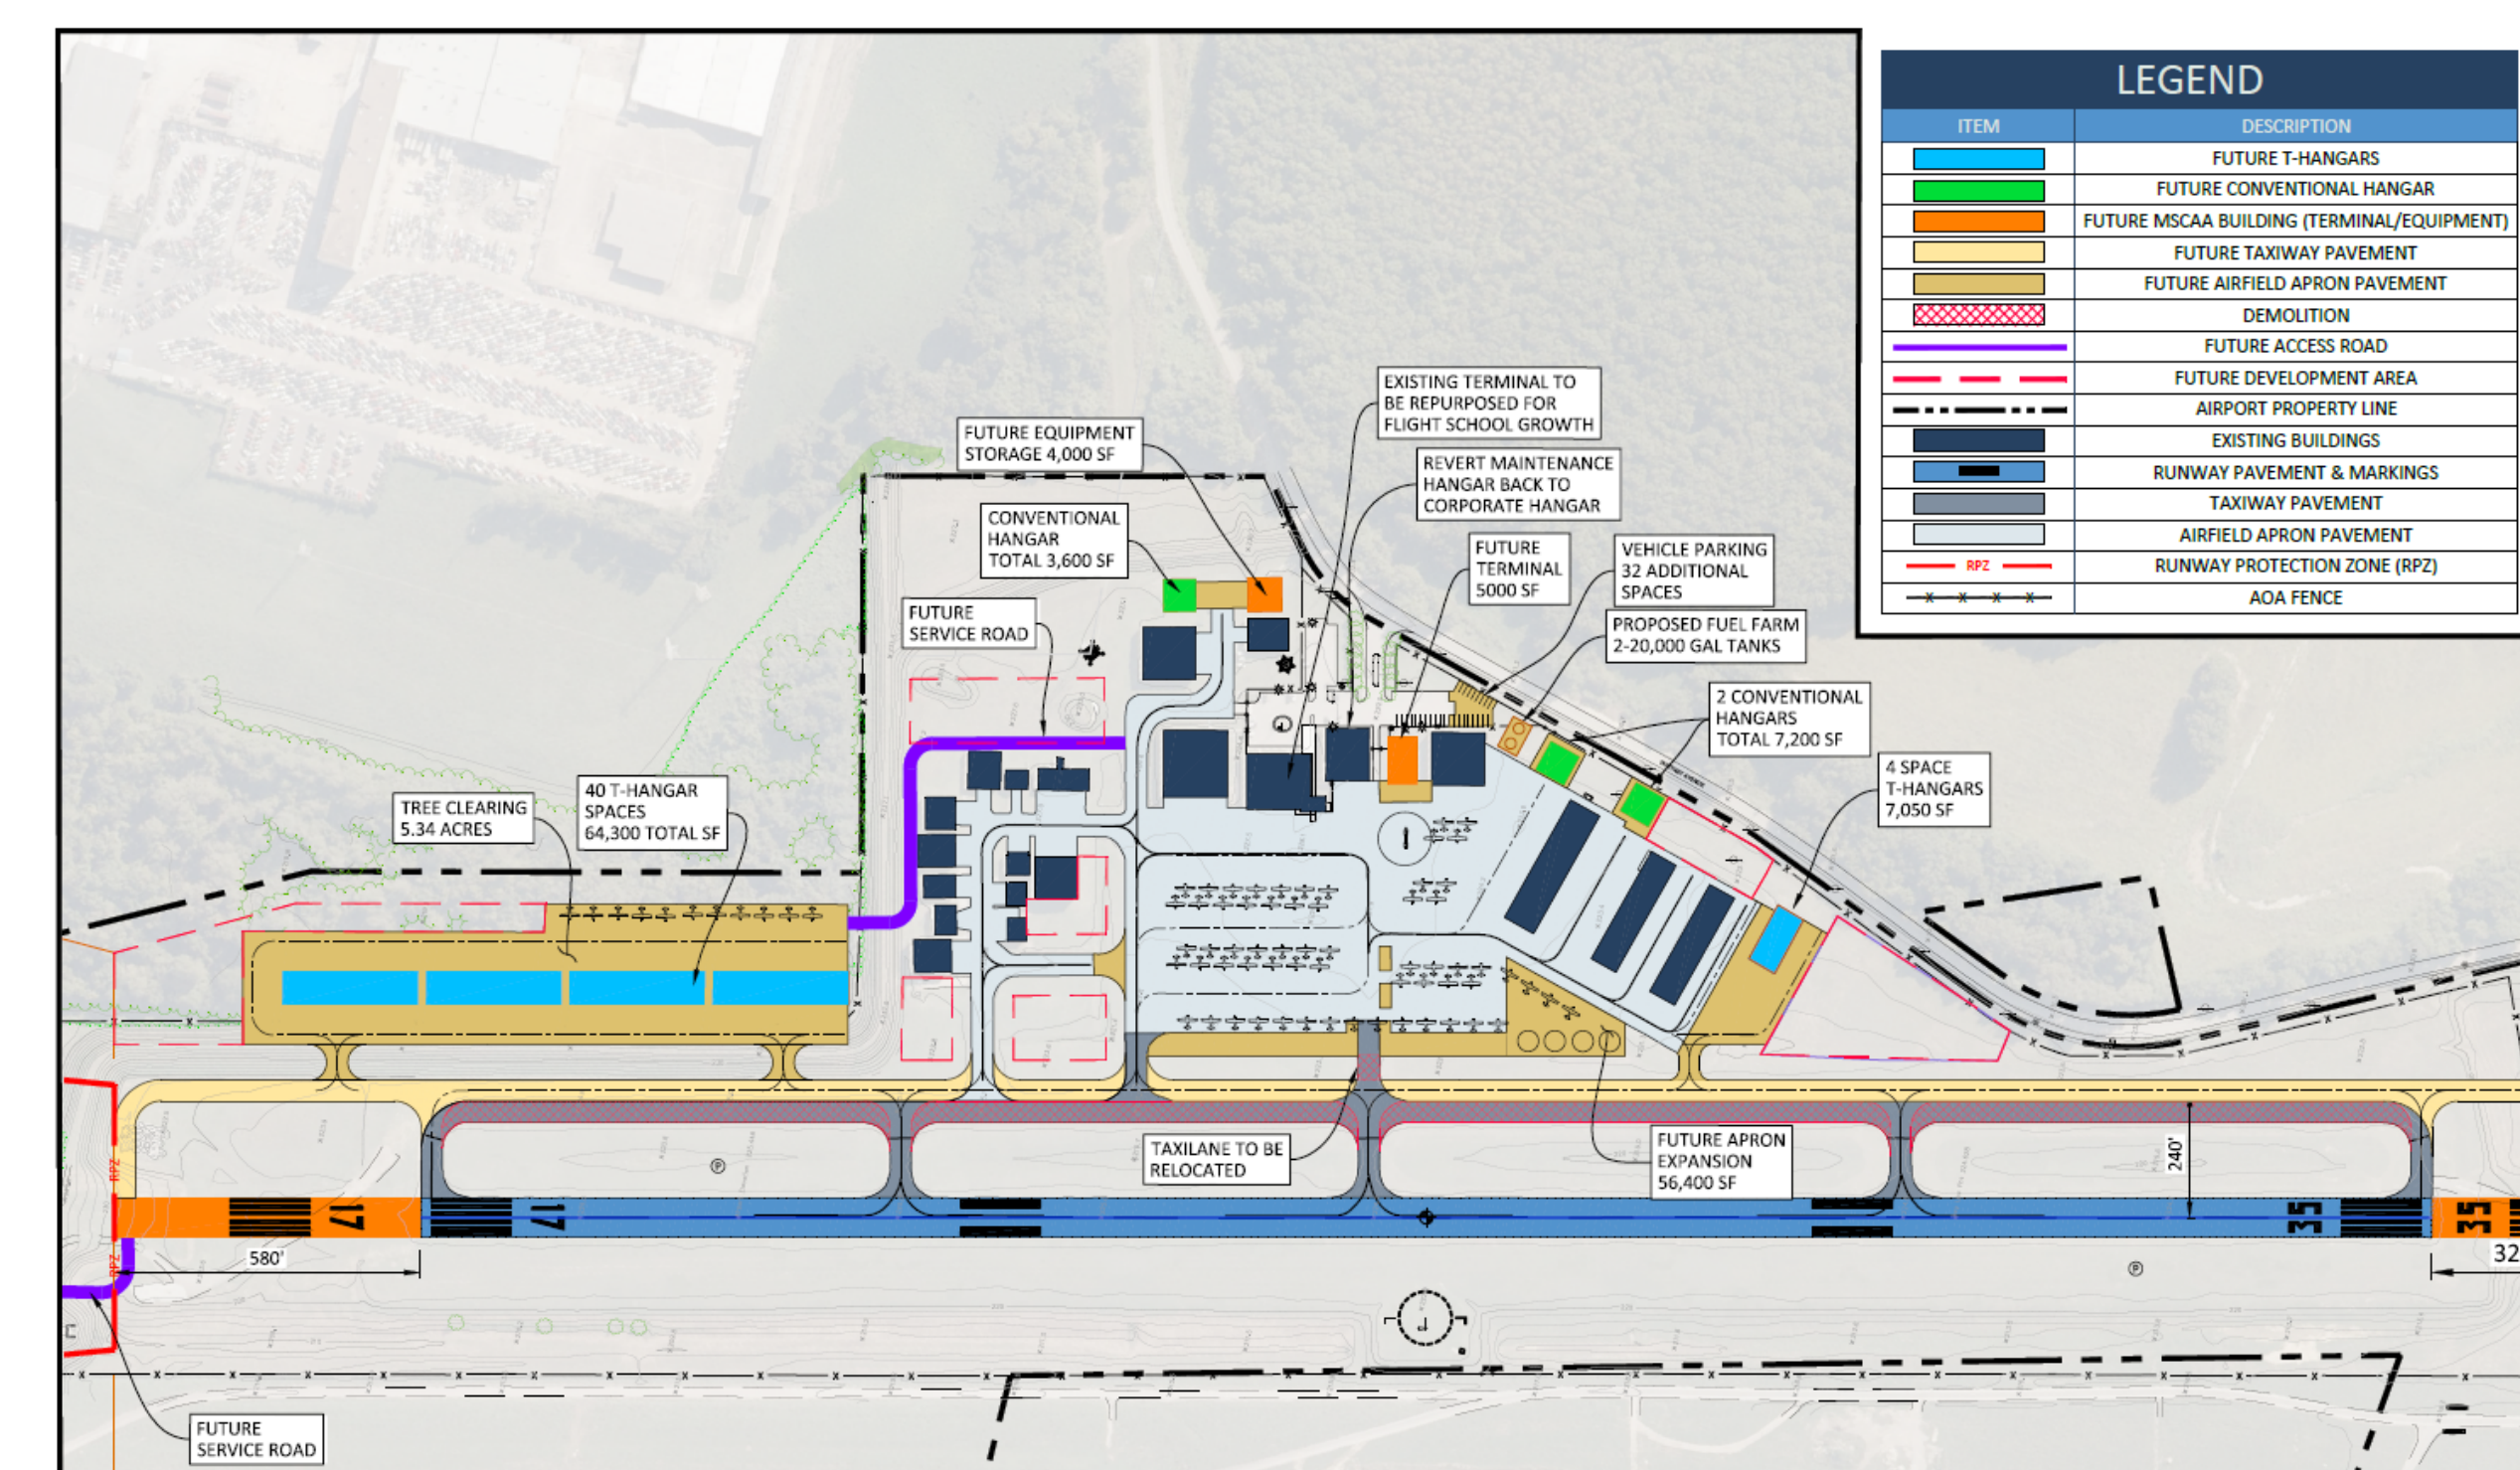 LEGEND
ITEM DESCRIPTION
FUTURE T-HANGARS
FUTURE CONVENTIONAL HANGAR
FUTURE MSCAA BUILDING (TERMINAL/EQUIPMENT)
FUTURE TAXIWAY PAVEMENT
FUTURE AIRFIELD APRON PAVEMENT
DEMOLITION
FUTURE ACCESS ROAD
FUTURE DEVELOPMENT AREA
AIRPORT PROPERTY LINE
EXISTING BUILDINGS
RUNWAY PAVEMENT & MARKINGS
TAXIWAY PAVEMENT
AIRFIELD APRON PAVEMENT
RPZ RUNWAY PROTECTION ZONE (RPZ)
AOA FENCE
EXISTING TERMINAL TO
BE REPURPOSED FOR
FLIGHT SCHOOL GROWTH
FUTURE EQUIPMENT
STORAGE 4,000 SF
REVERT MAINTENANCE
HANGAR BACK TO
CORPORATE HANGAR
CONVENTIONAL
HANGAR
TOTAL 3,600 SF
FUTURE
TERMINAL
5000 SF
VEHICLE PARKING
32 ADDITIONAL
SPACES
FUTURE
SERVICE ROAD
PROPOSED FUEL FARM
2-20,000 GAL TANKS
2 CONVENTIONAL
HANGARS
TOTAL 7,200 SF
4 SPACE
T-HANGARS
7,050 SF
40 T-HANGAR
SPACES
64,300 TOTAL SF
TREE CLEARING
5.34 ACRES
TAXILANE TO BE
RELOCATED
FUTURE APRON
EXPANSION
56,400 SF
240'
RPZ
RPZ
17
17
35
35
580'
32
FUTURE
SERVICE ROAD